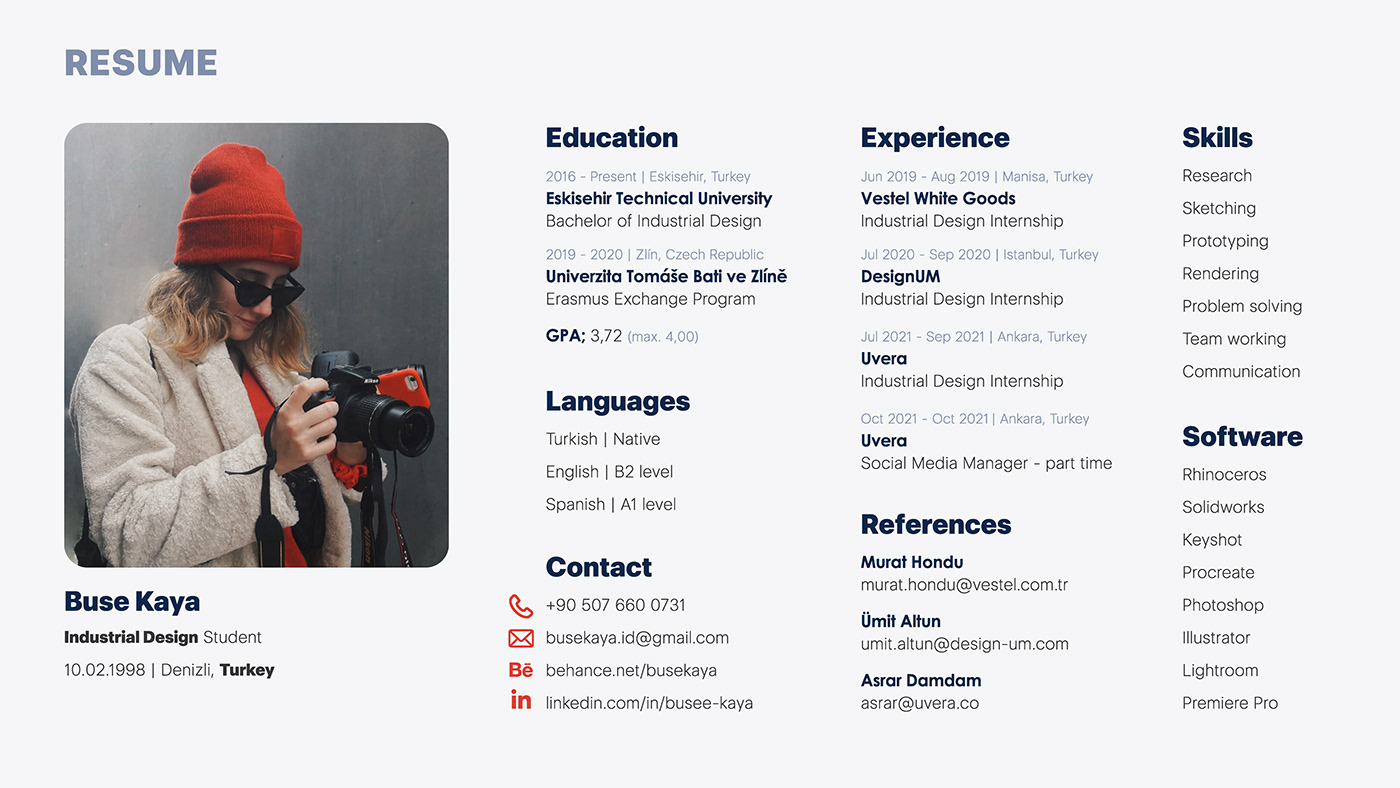 RESUME
Nikon
Buse Kaya
Industrial Design Student
10.02.1998 | Denizli, Turkey
Education
2016 - Present | Eskisehir, Turkey
Eskisehir Technical University
Bachelor of Industrial Design
2019 - 2020 | Zlín, Czech Republic
Univerzita Tomáše Bati ve Zlíně
Erasmus Exchange Program
GPA; 3,72 (max. 4,00)
Languages
Turkish | Native
English | B2 level
Spanish | A1 level
Contact
+90 507 660 0731
busekaya.id@gmail.com
Bē behance.net/busekaya
in linkedin.com/in/busee-kaya
Experience
Jun 2019 - Aug 2019 | Manisa, Turkey
Vestel White Goods
Industrial Design Internship
Jul 2020 - Sep 2020 | Istanbul, Turkey
DesignUM
Industrial Design Internship
Jul 2021 - Sep 2021 | Ankara, Turkey
Uvera
Industrial Design Internship
Oct 2021 - Oct 2021 | Ankara, Turkey
Uvera
Social Media Manager - part time
References
Murat Hondu
murat.hondu@vestel.com.tr
Ümit Altun
umit.altun@design-um.com
Asrar Damdam
asrar@uvera.co
Skills
Research
Sketching
Prototyping
Rendering
Problem solving
Team working
Communication
Software
Rhinoceros
Solidworks
Keyshot
Procreate
Photoshop
Illustrator
Lightroom
Premiere Pro